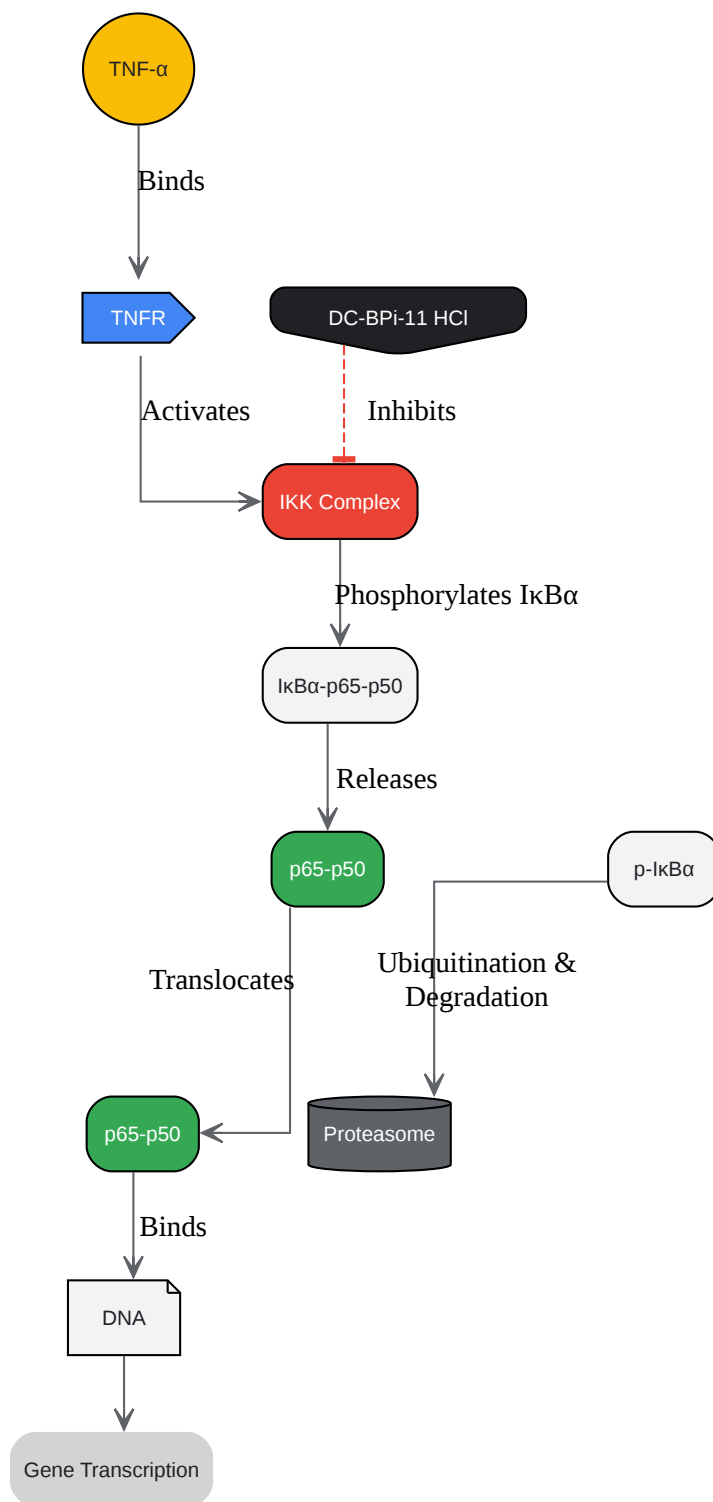 TNF-α
Binds
TNFR
DC-BPi-11 HCl
Activates
Inhibits
IKK Complex
Phosphorylates IκBα
IκBα-p65-p50
Releases
p65-p50
p-IκBα
Translocates
Ubiquitination &
Degradation
p65-p50
Proteasome
Binds
DNA
Gene Transcription